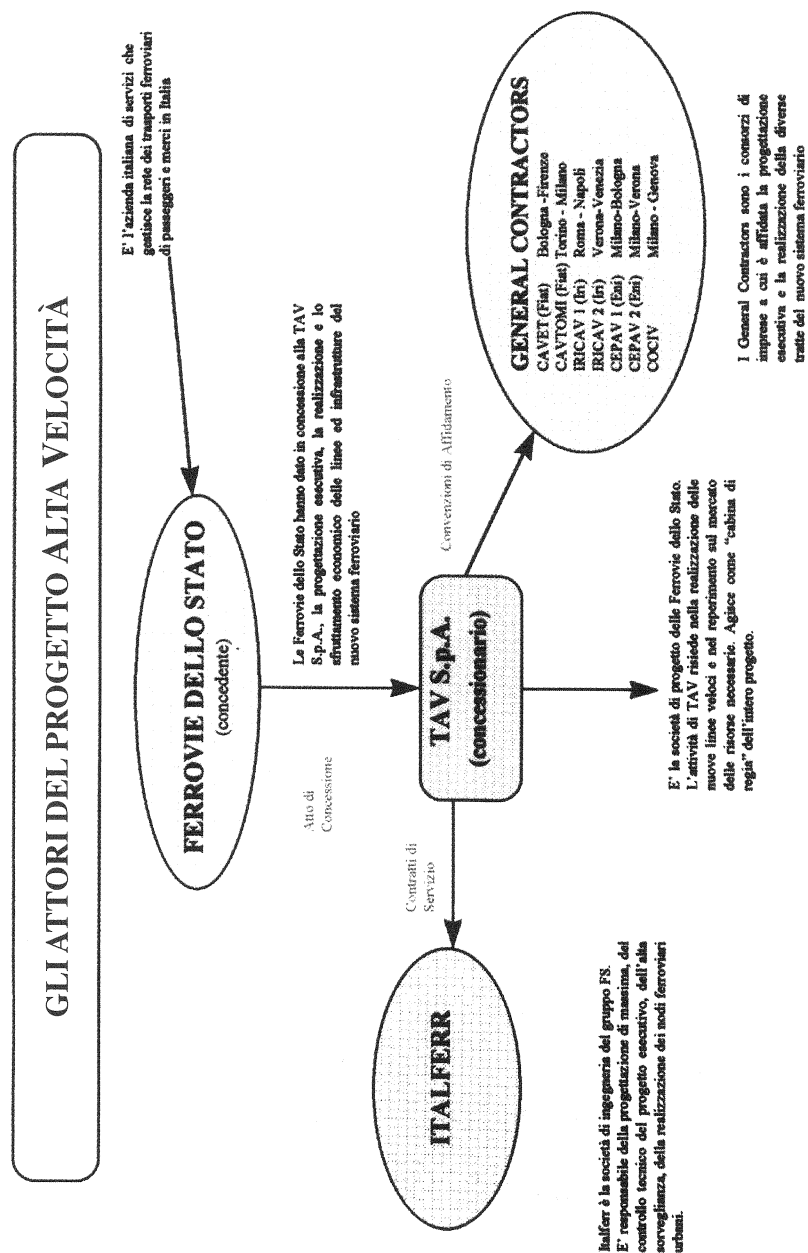 GLI ATTORI DEL PROGETTO ALTA VELOCITÀ
E' l'azienda italiana di servizi che
gestisce la rete dei trasporti ferroviari
di passeggeri e merci in Italia
FERROVIE DELLO STATO
(concedente)
Atto di
Concessione
Le Ferrovie dello Stato hanno dato in concessione alla TAV
S.p.A., la progettazione esecutiva, la realizzazione e lo
sfruttamento economico delle linee ed infrastrutture del
nuovo sistema ferroviario
Contratti di
Servizio
TAV S.p.A.
(concessionario)
Convenzioni di Affidamento
ITALFERR
GENERAL CONTRACTORS
CAVET (Fiat) Bologna -Firenze
CAVTOMI (Fiat) Torino - Milano
IRICAV 1 (Iri) Roma - Napoli
IRICAV 2 (Iri) Verona-Venezia
CEPAV 1 (Eni) Milano-Bologna
CEPAV 2 (Eni) Milano-Verona
COCIV Milano - Genova
Italferr è la società di ingegneria del gruppo FS.
E' responsabile della progettazione di massima, del
controllo tecnico del progetto esecutivo, dell'alta
sorveglianza, della realizzazione dei nodi ferroviari
urbani.
E' la società di progetto delle Ferrovie dello Stato.
L'attività di TAV risiede nella realizzazione delle
nuove linee veloci e nel reperimento sul mercato
delle risorse necessarie. Agisce come "cabina di
regia" dell'intero progetto.
I General Contractors sono i consorzi di
imprese a cui è affidata la progettazione
esecutiva e la realizzazione della diverse
tratte del nuovo sistema ferroviario